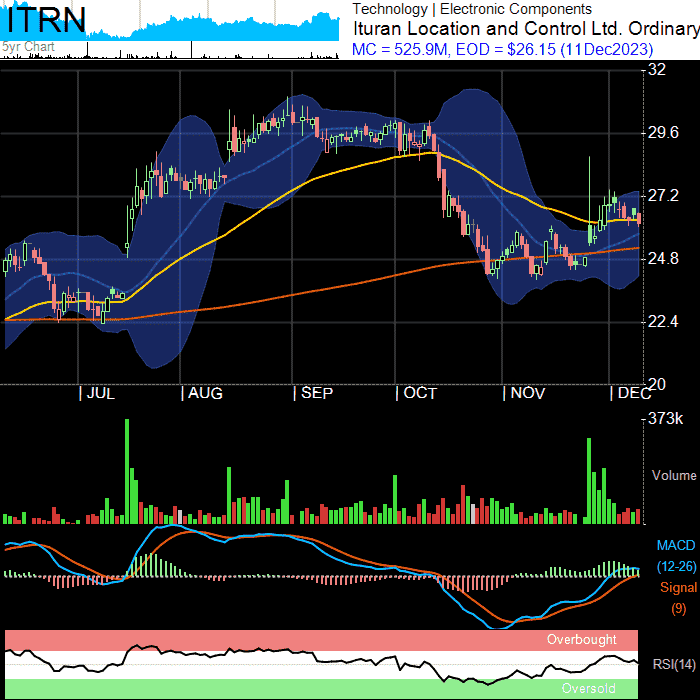 ITRN
5yr Chart
Technology | Electronic Components
Ituran Location and Control Ltd. Ordinary
MC = 525.9M, EOD = $26.15 (11Dec2023)
32
29.6
27.2
24.8
22.4
20
| JUL | AUG | SEP | OCT | NOV | DEC
373k
Volume
MACD
(12-26)
Signal
(9)
Overbought
RSI(14)
Oversold